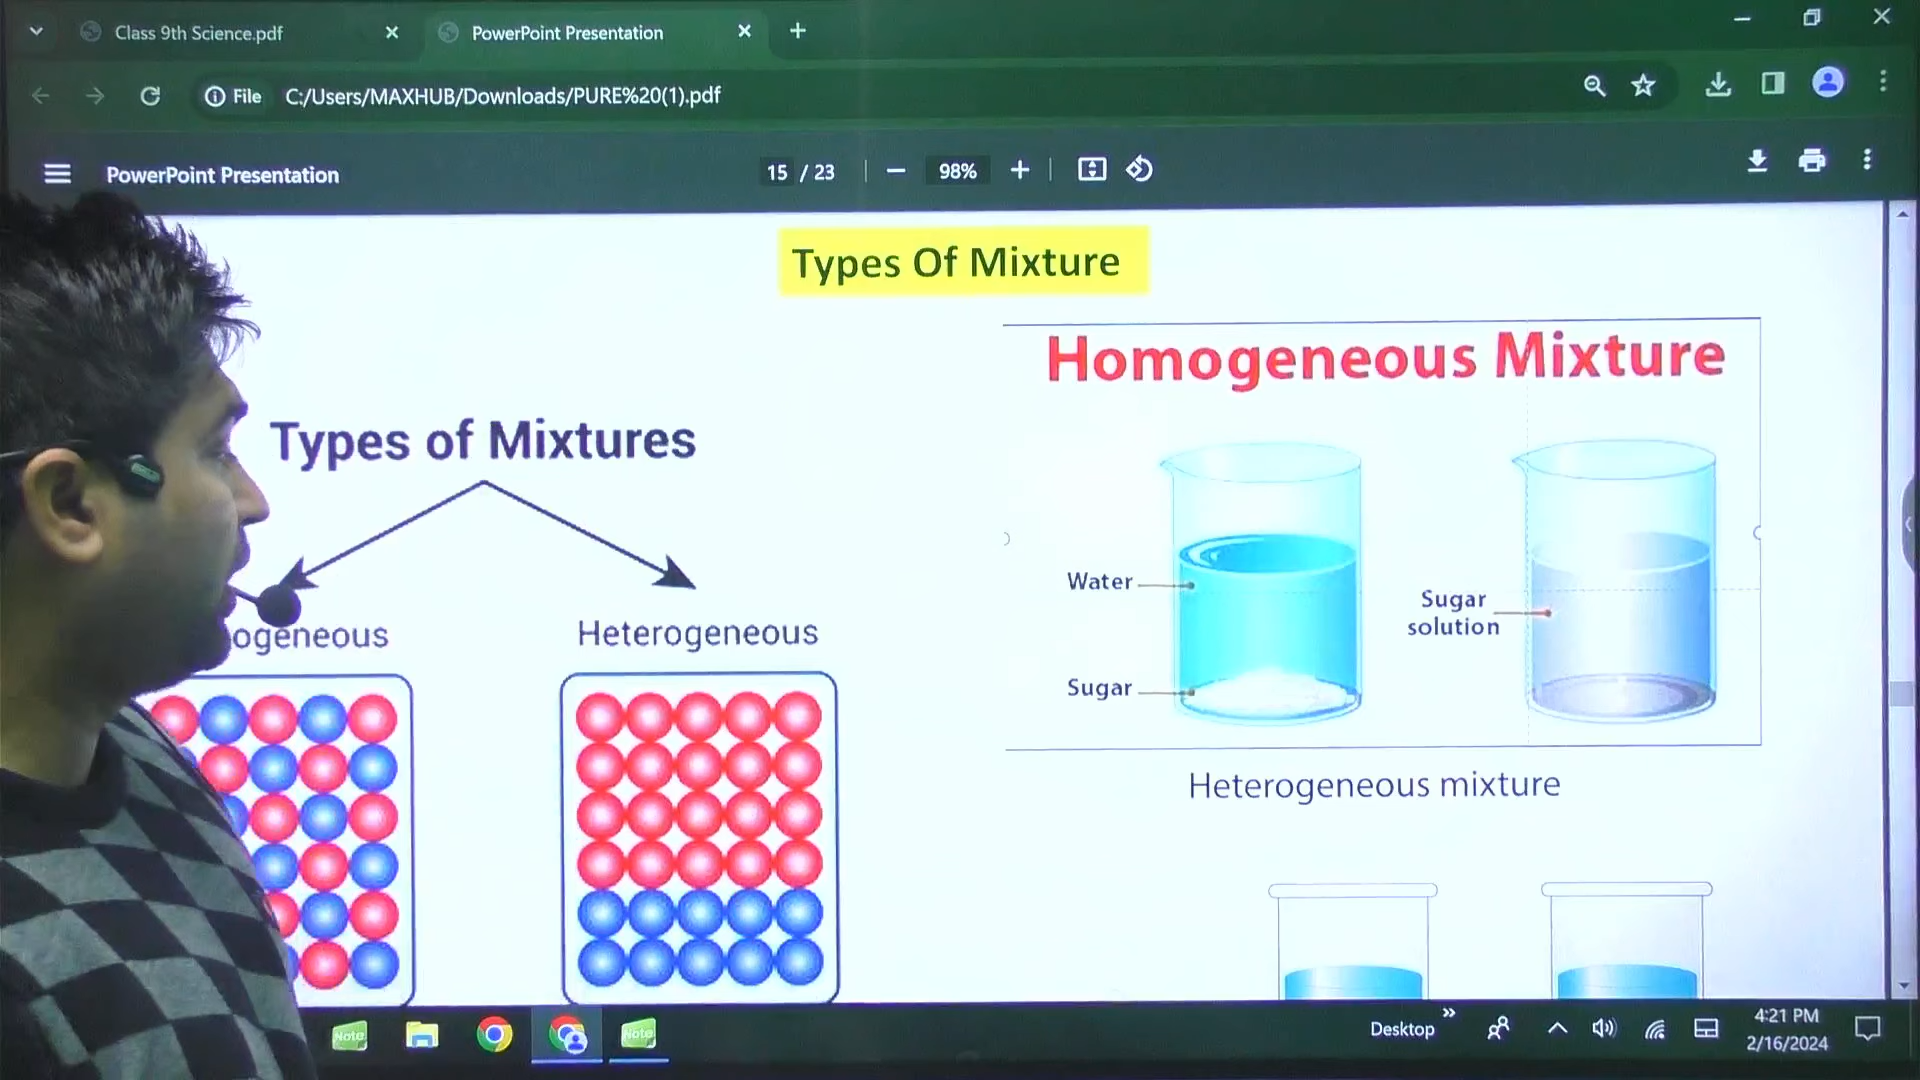 Class 9th Science.pdf
PowerPoint Presentation
File C:/Users/MAXHUB/Downloads/PURE%20(1).pdf
PowerPoint Presentation
15 / 23
98%
Types Of Mixture
Types of Mixtures
ogeneous
Heterogeneous
Homogeneous Mixture
Water
Sugar
Sugar
solution
Heterogeneous mixture
Note
Note
Desktop
4:21 PM
2/16/2024